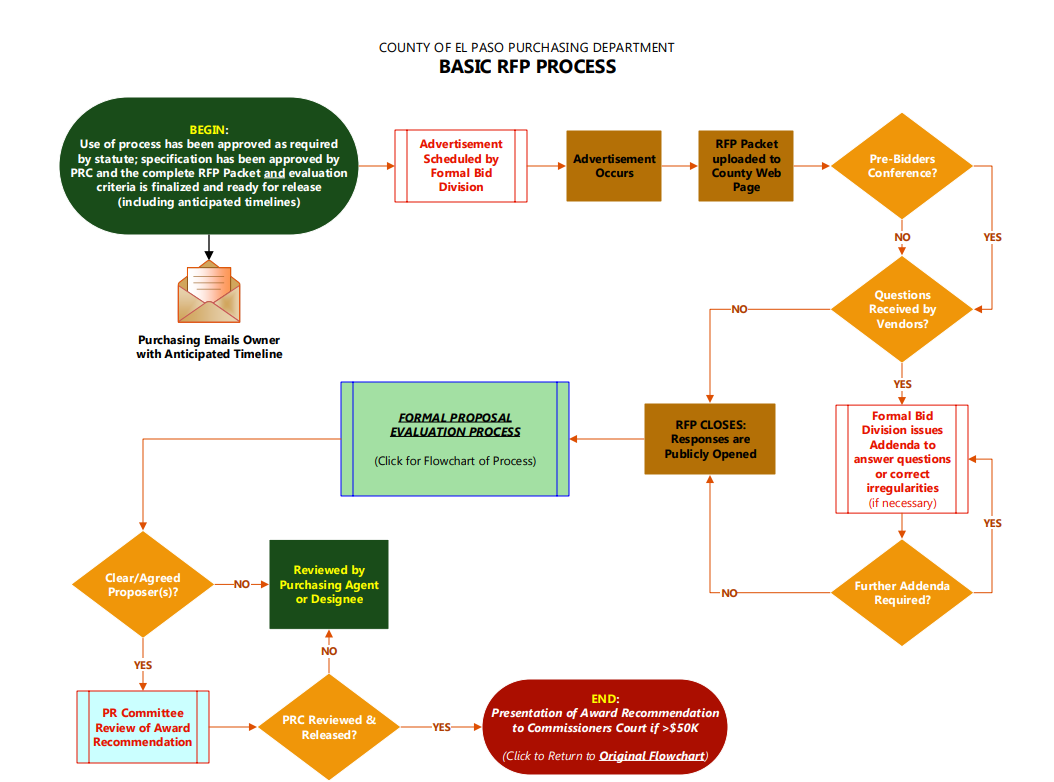 COUNTY OF EL PASO PURCHASING DEPARTMENT
BASIC RFP PROCESS
BEGIN:
Use of process has been approved as required
by statute; specification has been approved by
PRC and the complete RFP Packet and evaluation
criteria is finalized and ready for release
(including anticipated timelines)
Advertisement
Scheduled by
Formal Bid
Division
Advertisement
Occurs
RFP Packet
uploaded to
County Web
Page
Pre-Bidders
Conference?
NO
YES
Purchasing Emails Owner
with Anticipated Timeline
Questions
Received by
Vendors?
NO
YES
Formal Bid
Division issues
Addenda to
answer questions
or correct
irregularities
(if necessary)
YES
Further Addenda
Required?
NO
RFP CLOSES:
Responses are
Publicly Opened
FORMAL PROPOSAL
EVALUATION PROCESS
(Click for Flowchart of Process)
Clear/Agreed
Proposer(s)?
NO
Reviewed by
Purchasing Agent
or Designee
YES
NO
PR Committee
Review of Award
Recommendation
PRC Reviewed &
Released?
YES
END:
Presentation of Award Recommendation
to Commissioners Court if >$50K
(Click to Return to Original Flowchart)